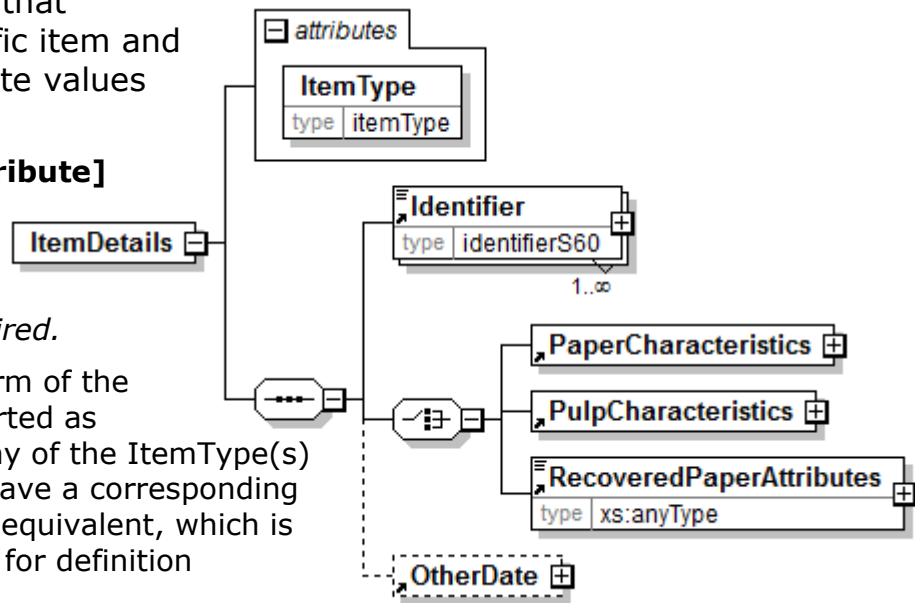 that
fic item and
te values
ribute]
ired.
rm of the
rted as
ny of the ItemType(s)
ave a corresponding
equivalent, which is
for definition
attributes
ItemType
type itemType
ItemDetails
Identifier
type identifierS60
1..∞
PaperCharacteristics
PulpCharacteristics
RecoveredPaperAttributes
type xs:anyType
OtherDate